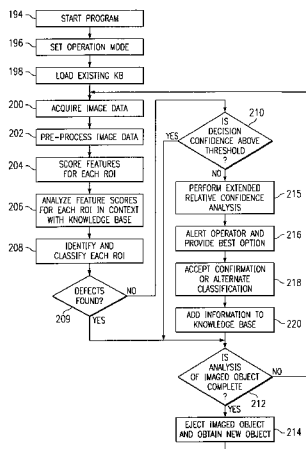 194
START PROGRAM
196
SET OPERATION MODE
198
LOAD EXISTING KB
200
ACQUIRE IMAGE DATA
202
PRE-PROCESS IMAGE DATA
204
SCORE FEATURES
FOR EACH ROI
206
ANALYZE FEATURE SCORES
FOR EACH ROI IN CONTEXT
WITH KNOWLEDGE BASE
208
IDENTIFY AND
CLASSIFY EACH ROI
DEFECTS
FOUND?
NO
209
YES
210
IS
DECISION
CONFIDENCE ABOVE
THRESHOLD
?
YES
NO
PERFORM EXTENDED
RELATIVE CONFIDENCE
ANALYSIS
215
ALERT OPERATOR AND
PROVIDE BEST OPTION
216
ACCEPT CONFIRMATION
OR ALTERNATE
CLASSIFICATION
218
ADD INFORMATION TO
KNOWLEDGE BASE
220
IS
ANALYSIS
OF IMAGED OBJECT
COMPLETE
?
NO
212
YES
EJECT IMAGED OBJECT
AND OBTAIN NEW OBJECT
214